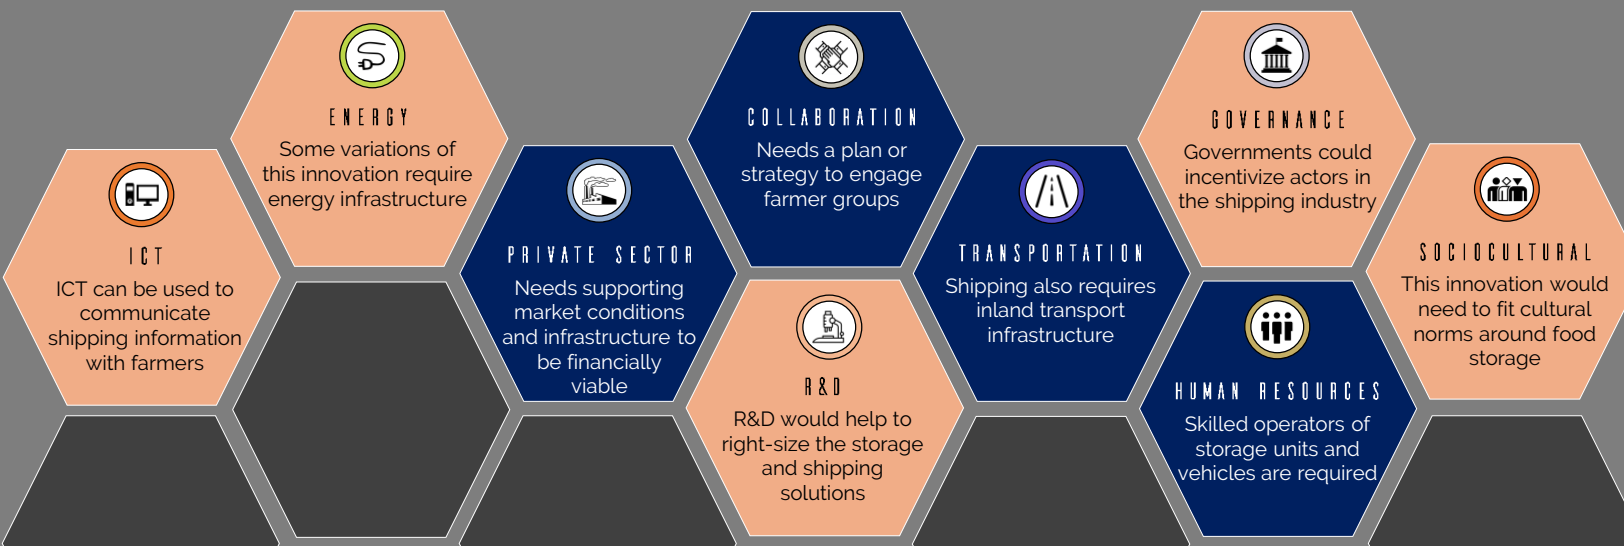 ENERGY
Some variations of
this innovation require
energy infrastructure
COLLABORATION
Needs a plan or
strategy to engage
farmer groups
GOVERNANCE
Governments could
incentivize actors in
the shipping industry
ICT
ICT can be used to
communicate
shipping information
with farmers
PRIVATE SECTOR
Needs supporting
market conditions
and infrastructure to
be financially
viable
TRANSPORTATION
Shipping also requires
inland transport
infrastructure
SOCIOCULTURAL
This innovation would
need to fit cultural
norms around food
storage
R&D
R&D would help to
right-size the storage
and shipping
solutions
HUMAN RESOURCES
Skilled operators of
storage units and
vehicles are required